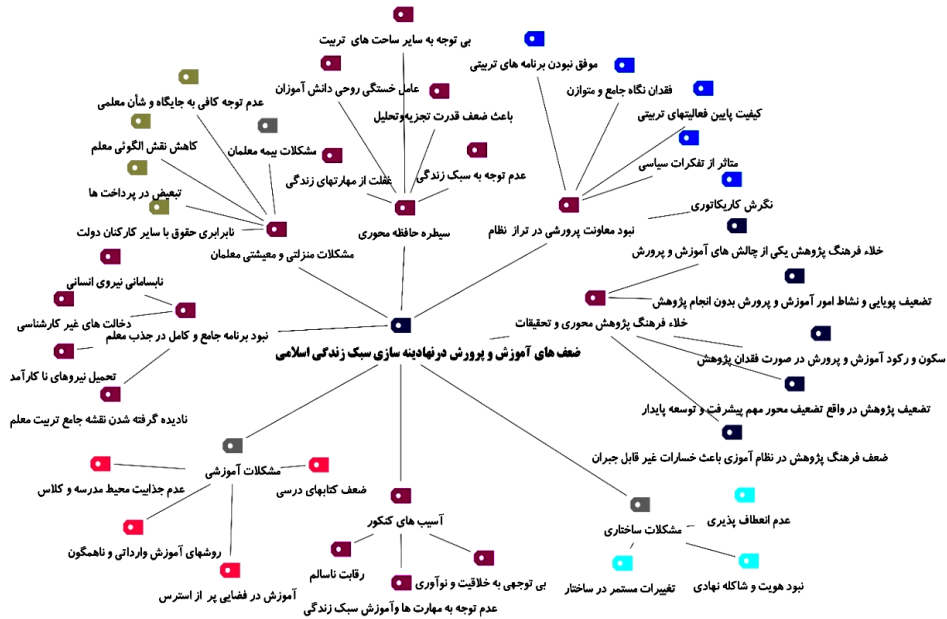 بی توجه به سایر ساحت های تربیت
عامل خستگی روحی دانش آموزان
باعث ضعف قدرت تجزیه‌وتحلیل
غفلت از مهارتهای زندگی
عدم توجه به سبک زندگی
سیطره حافظه محوری
موفق نبودن برنامه های تربیتی
فقدان نگاه جامع و متوازن
کیفیت پایین فعالیتهای تربیتی
متاثر از تفکرات سیاسی
نگرش کاریکاتوری
نبود معاونت پرورشی در تراز نظام
عدم توجه کافی به جایگاه و شأن معلمی
مشکلات بیمه معلمان
کاهش نقش الگوئی معلم
تبعیض در پرداخت ها
نابرابری حقوق با سایر کارکنان دولت
مشکلات منزلتی و معیشتی معلمان
خلاء فرهنگ پژوهش یکی از چالش های آموزش و پرورش
تضعیف پویایی و نشاط امور آموزش و پرورش بدون انجام پژوهش
خلاء فرهنگ پژوهش محوری و تحقیقات
سکون و رکود آموزش و پرورش در صورت فقدان پژوهش
تضعیف پژوهش در واقع تضعیف محور مهم پیشرفت و توسعه پایدار
ضعف فرهنگ پژوهش در نظام آموزی باعث خسارات غیر قابل جبران
نابسامانی نیروی انسانی
دخالت های غیر کارشناسی
نبود برنامه جامع و کامل در جذب معلم
تحمیل نیروهای نا کارآمد
نادیده گرفته شدن نقشه جامع تربیت معلم
ضعف های آموزش و پرورش درنهادینه سازی سبک زندگی اسلامی
مشکلات آموزشی
ضعف کتابهای درسی
عدم جذابیت محیط مدرسه و کلاس
روشهای آموزش وارداتی و ناهمگون
آموزش در فضایی پر از استرس
آسیب های کنکور
رقابت ناسالم
بی توجهی به خلاقیت و نوآوری
عدم توجه به مهارت ها وآموزش سبک زندگی
مشکلات ساختاری
عدم انعطاف پذیری
تغییرات مستمر در ساختار
نبود هویت و شاکله نهادی